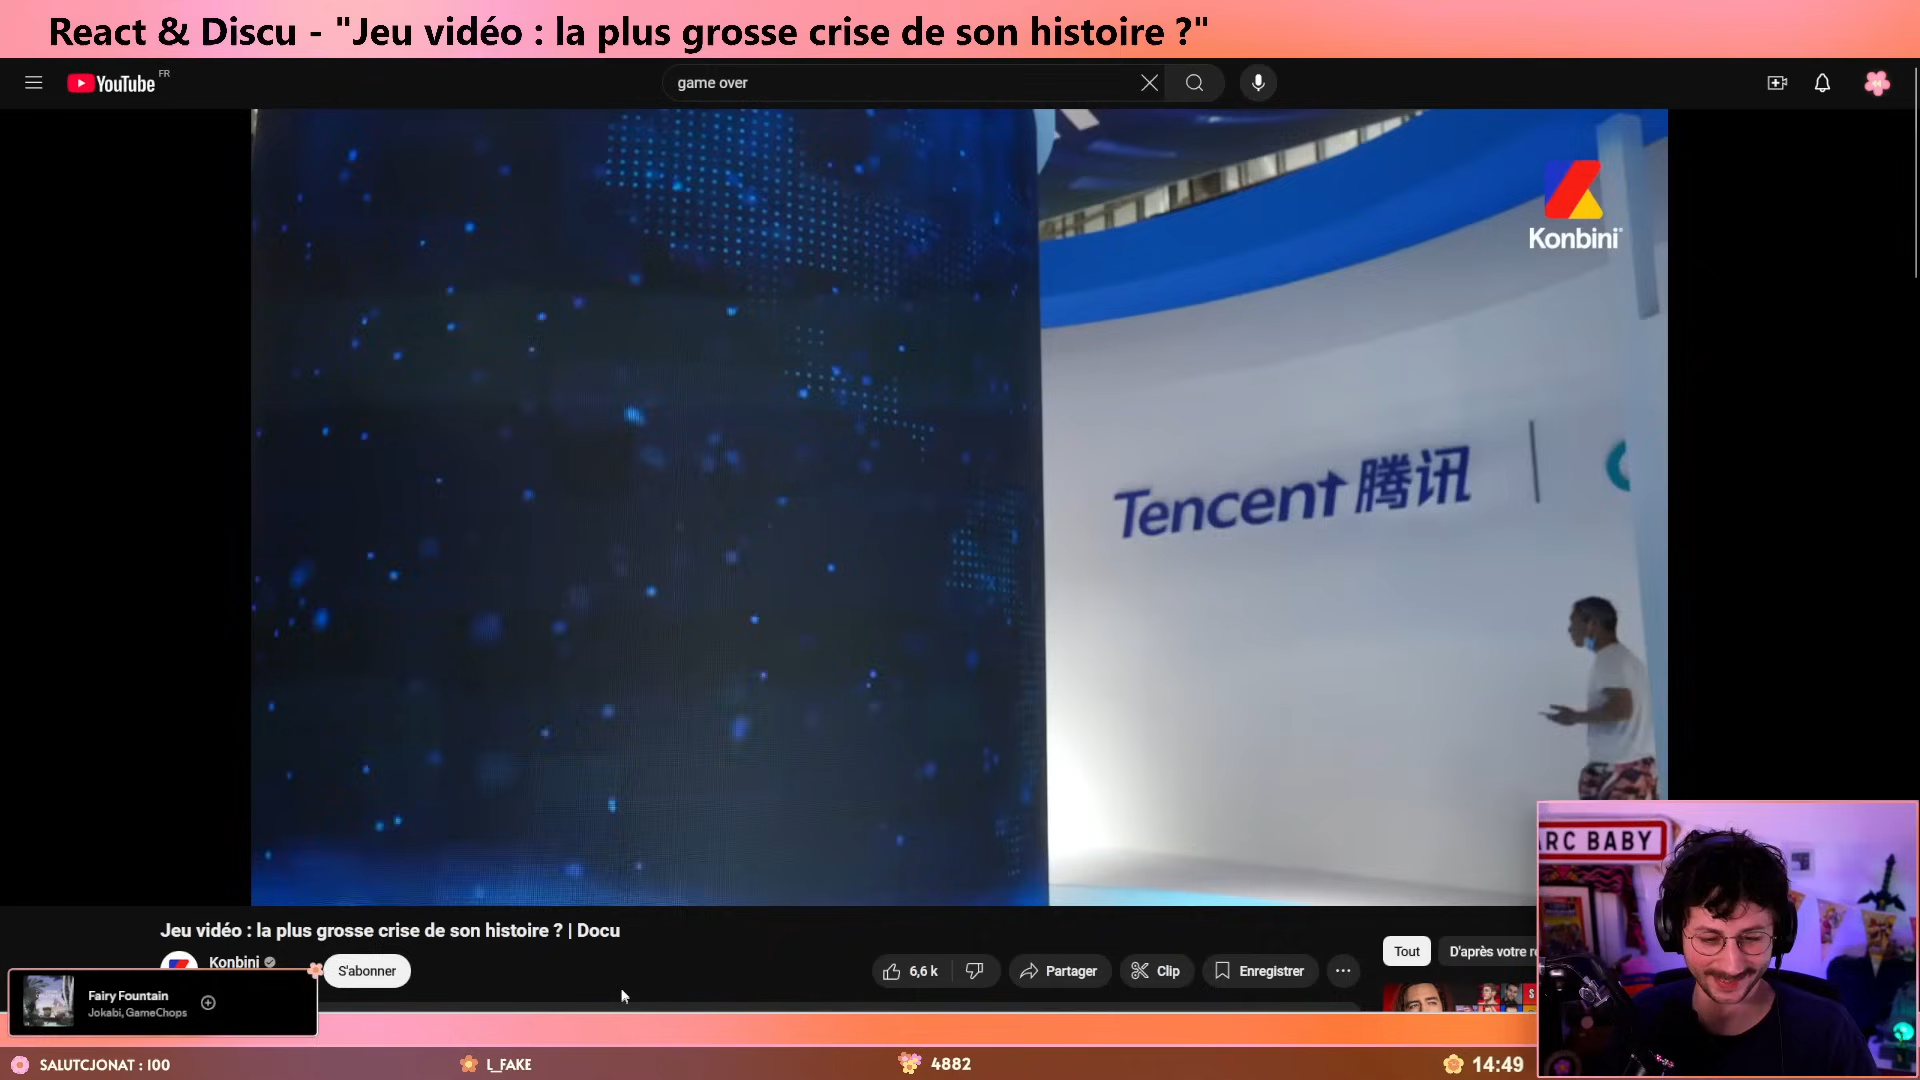 React & Discu - "Jeu vidéo : la plus grosse crise de son histoire ?"
YouTube FR
game over
Konbini
Tencent 腾讯
ARC BABY
Jeu vidéo : la plus grosse crise de son histoire ? | Docu
Konbini
S'abonner
6,6 k
Partager
Clip
Enregistrer
Tout
D'après votre re
Fairy Fountain
Jokabi, GameChops
SALUTCJONAT : 100
L_FAKE
4882
14:49